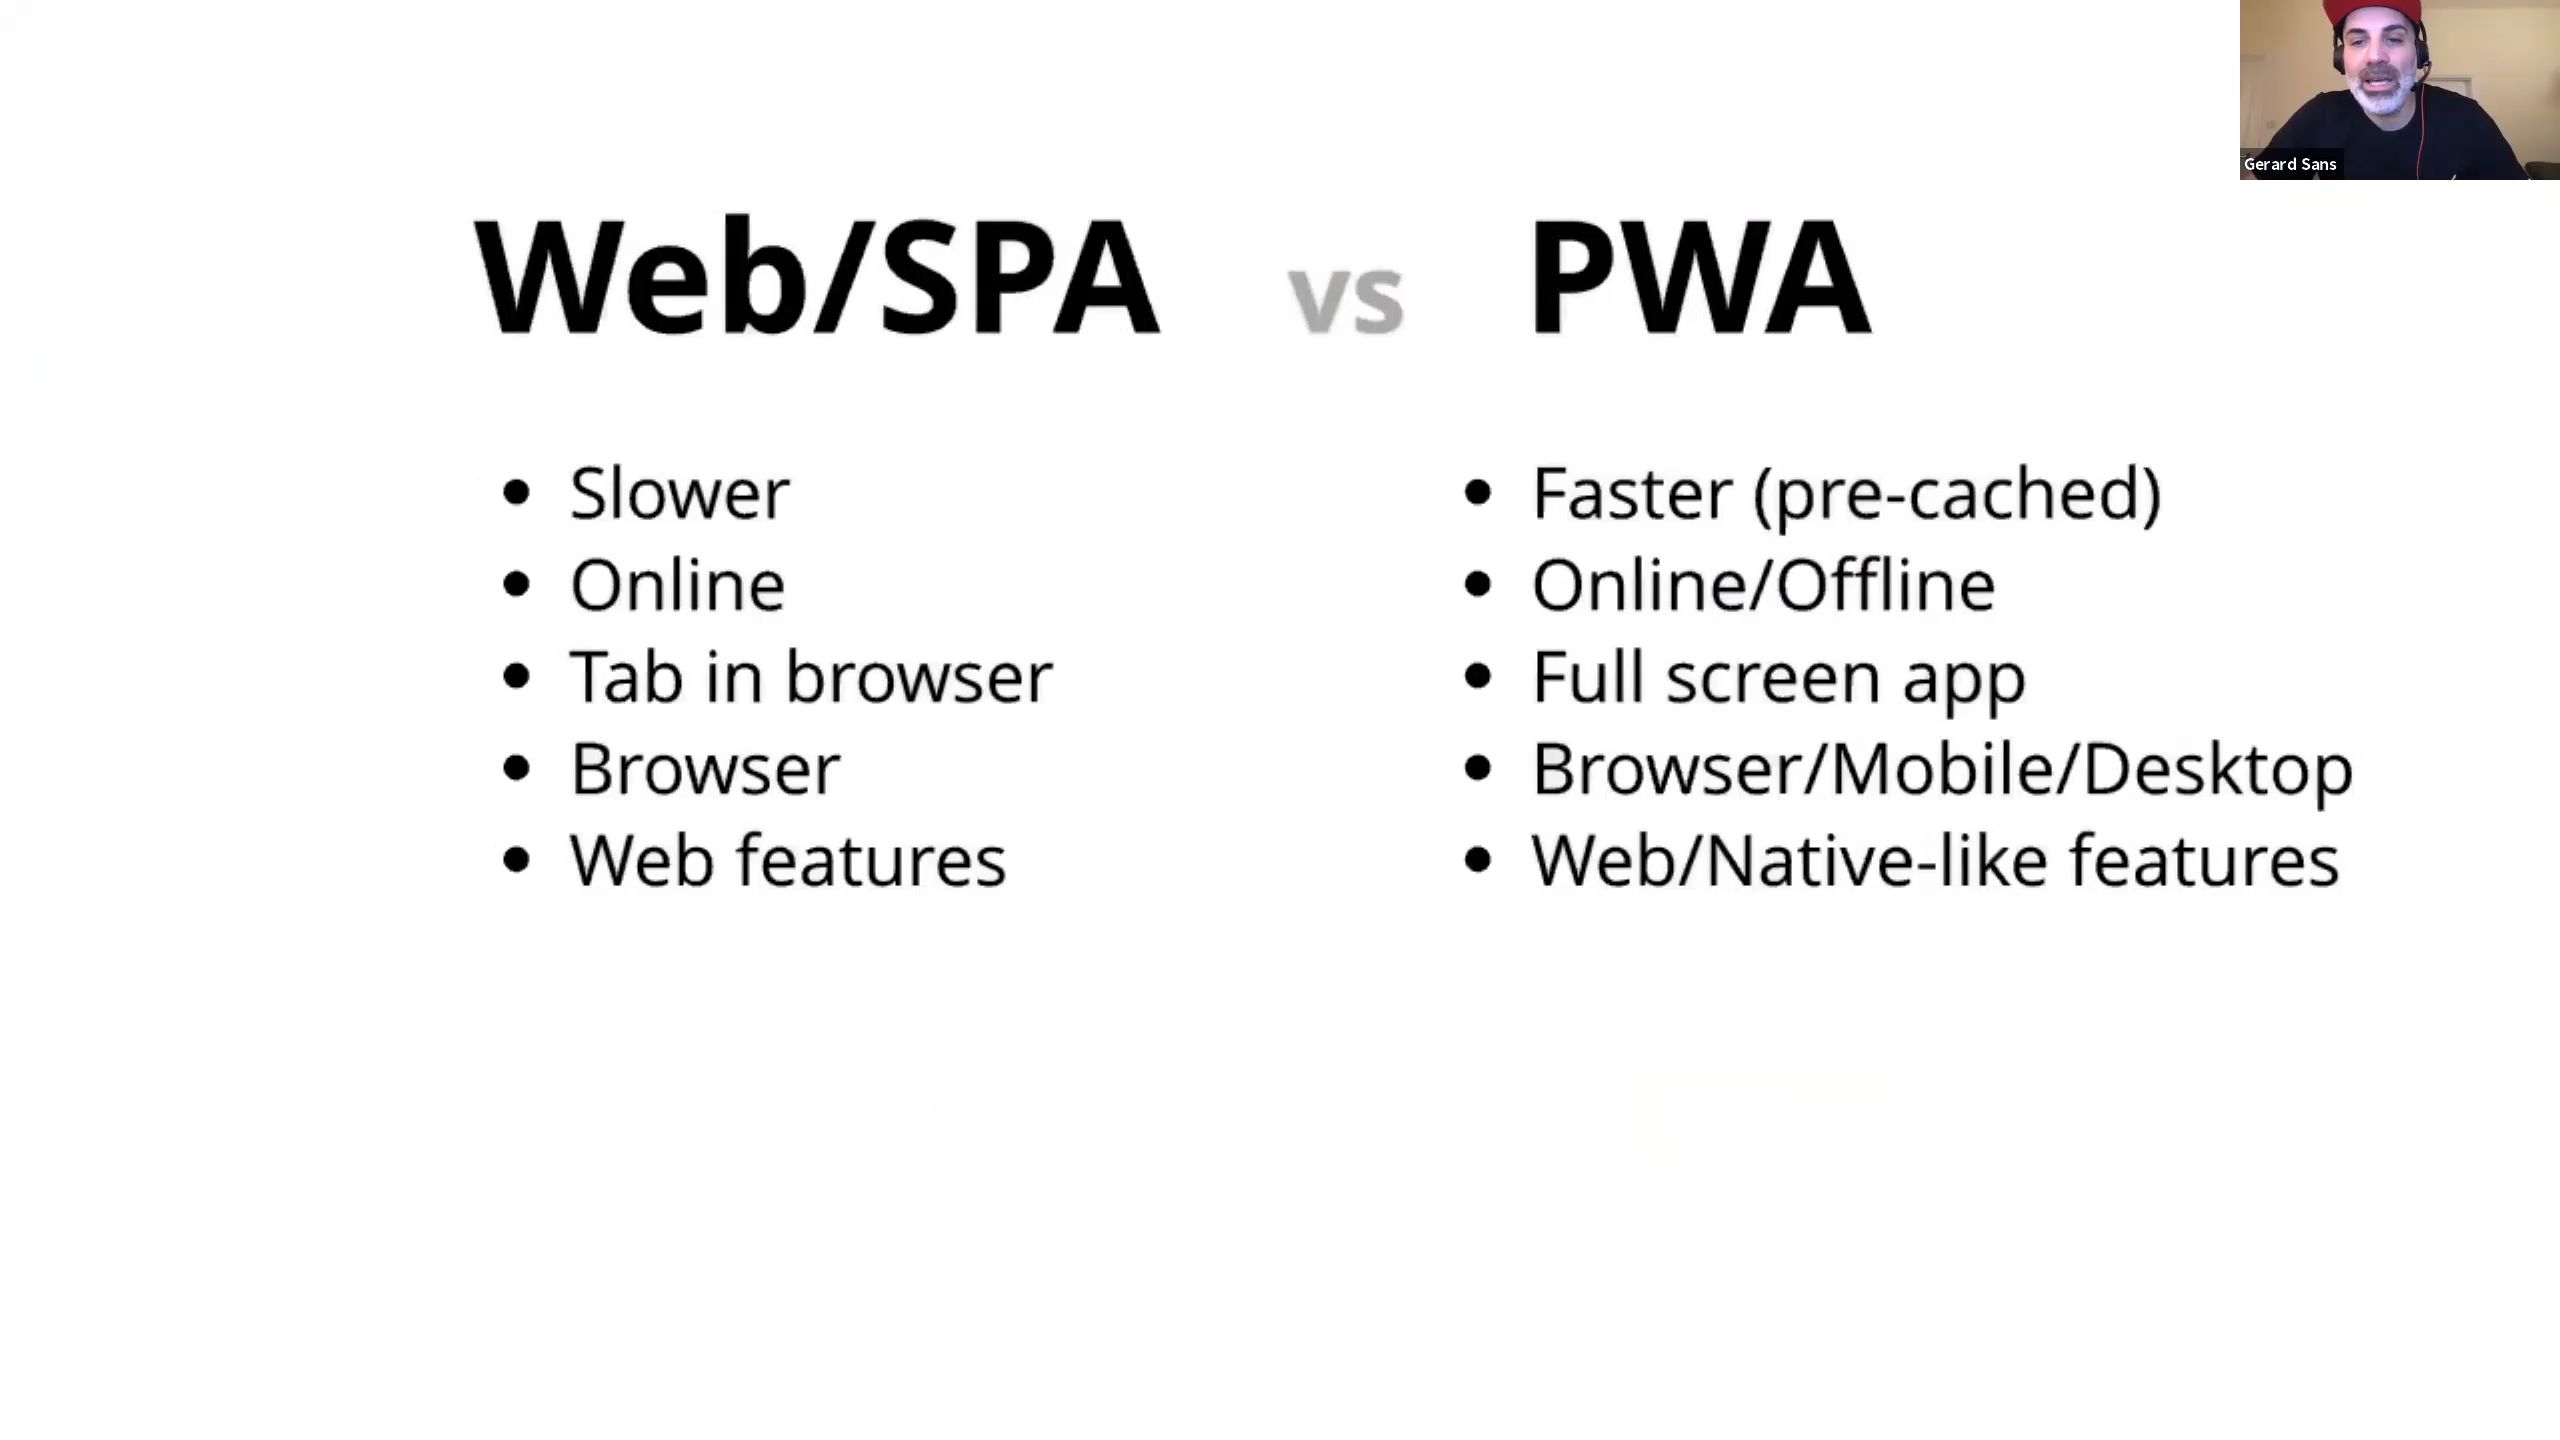 Gerard Sans
Web/SPA vs PWA
• Slower
• Online
• Tab in browser
• Browser
• Web features
• Faster (pre-cached)
• Online/Offline
• Full screen app
• Browser/Mobile/Desktop
• Web/Native-like features